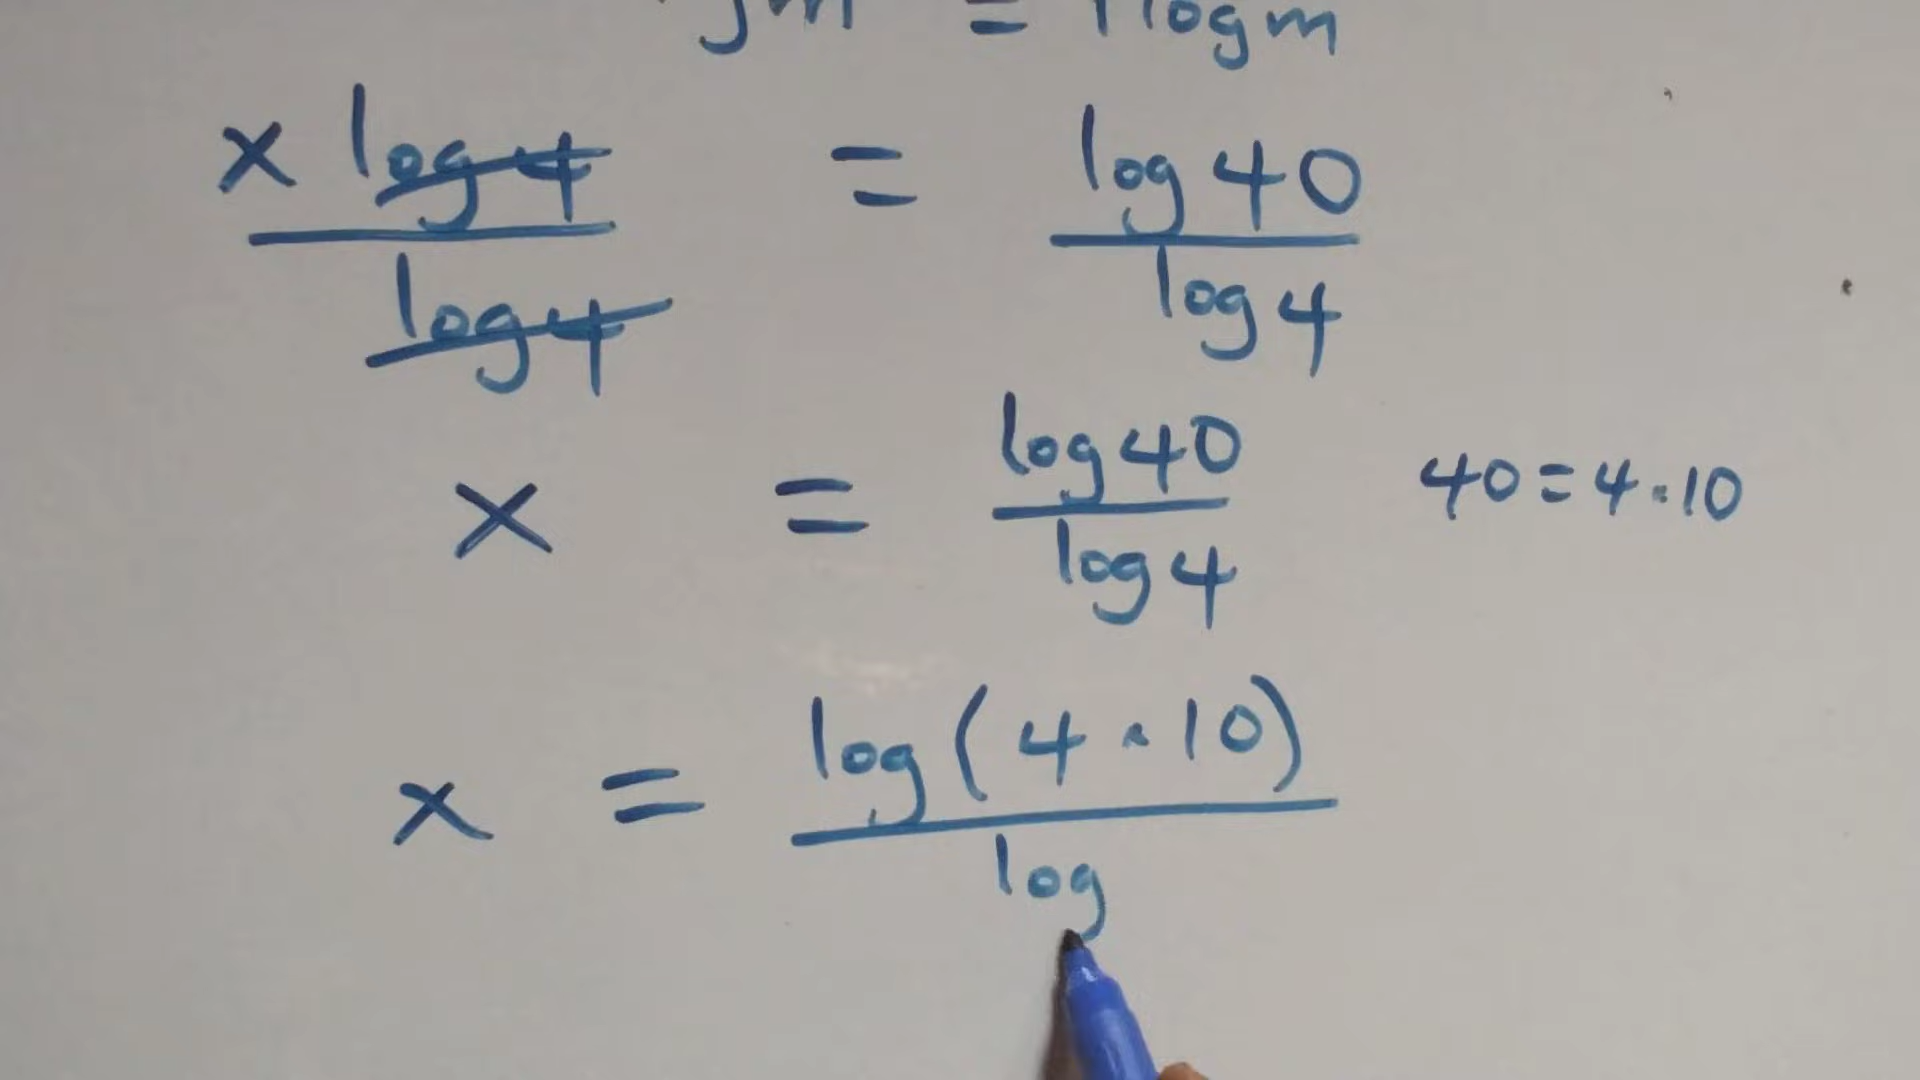 = log m
x log 4 = log 40
log 4 log 4
x = log 40 40 = 4 . 10
log 4
x = log ( 4 . 10 )
log